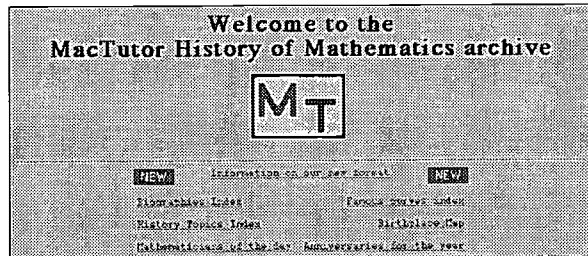 Welcome to the
MacTutor History of Mathematics archive
MT
NEW Information on our new format NEW
Biographies Index Famous curves index
History Topics Index Birthplace Map
Mathematicians of the day Anniversaries for the year